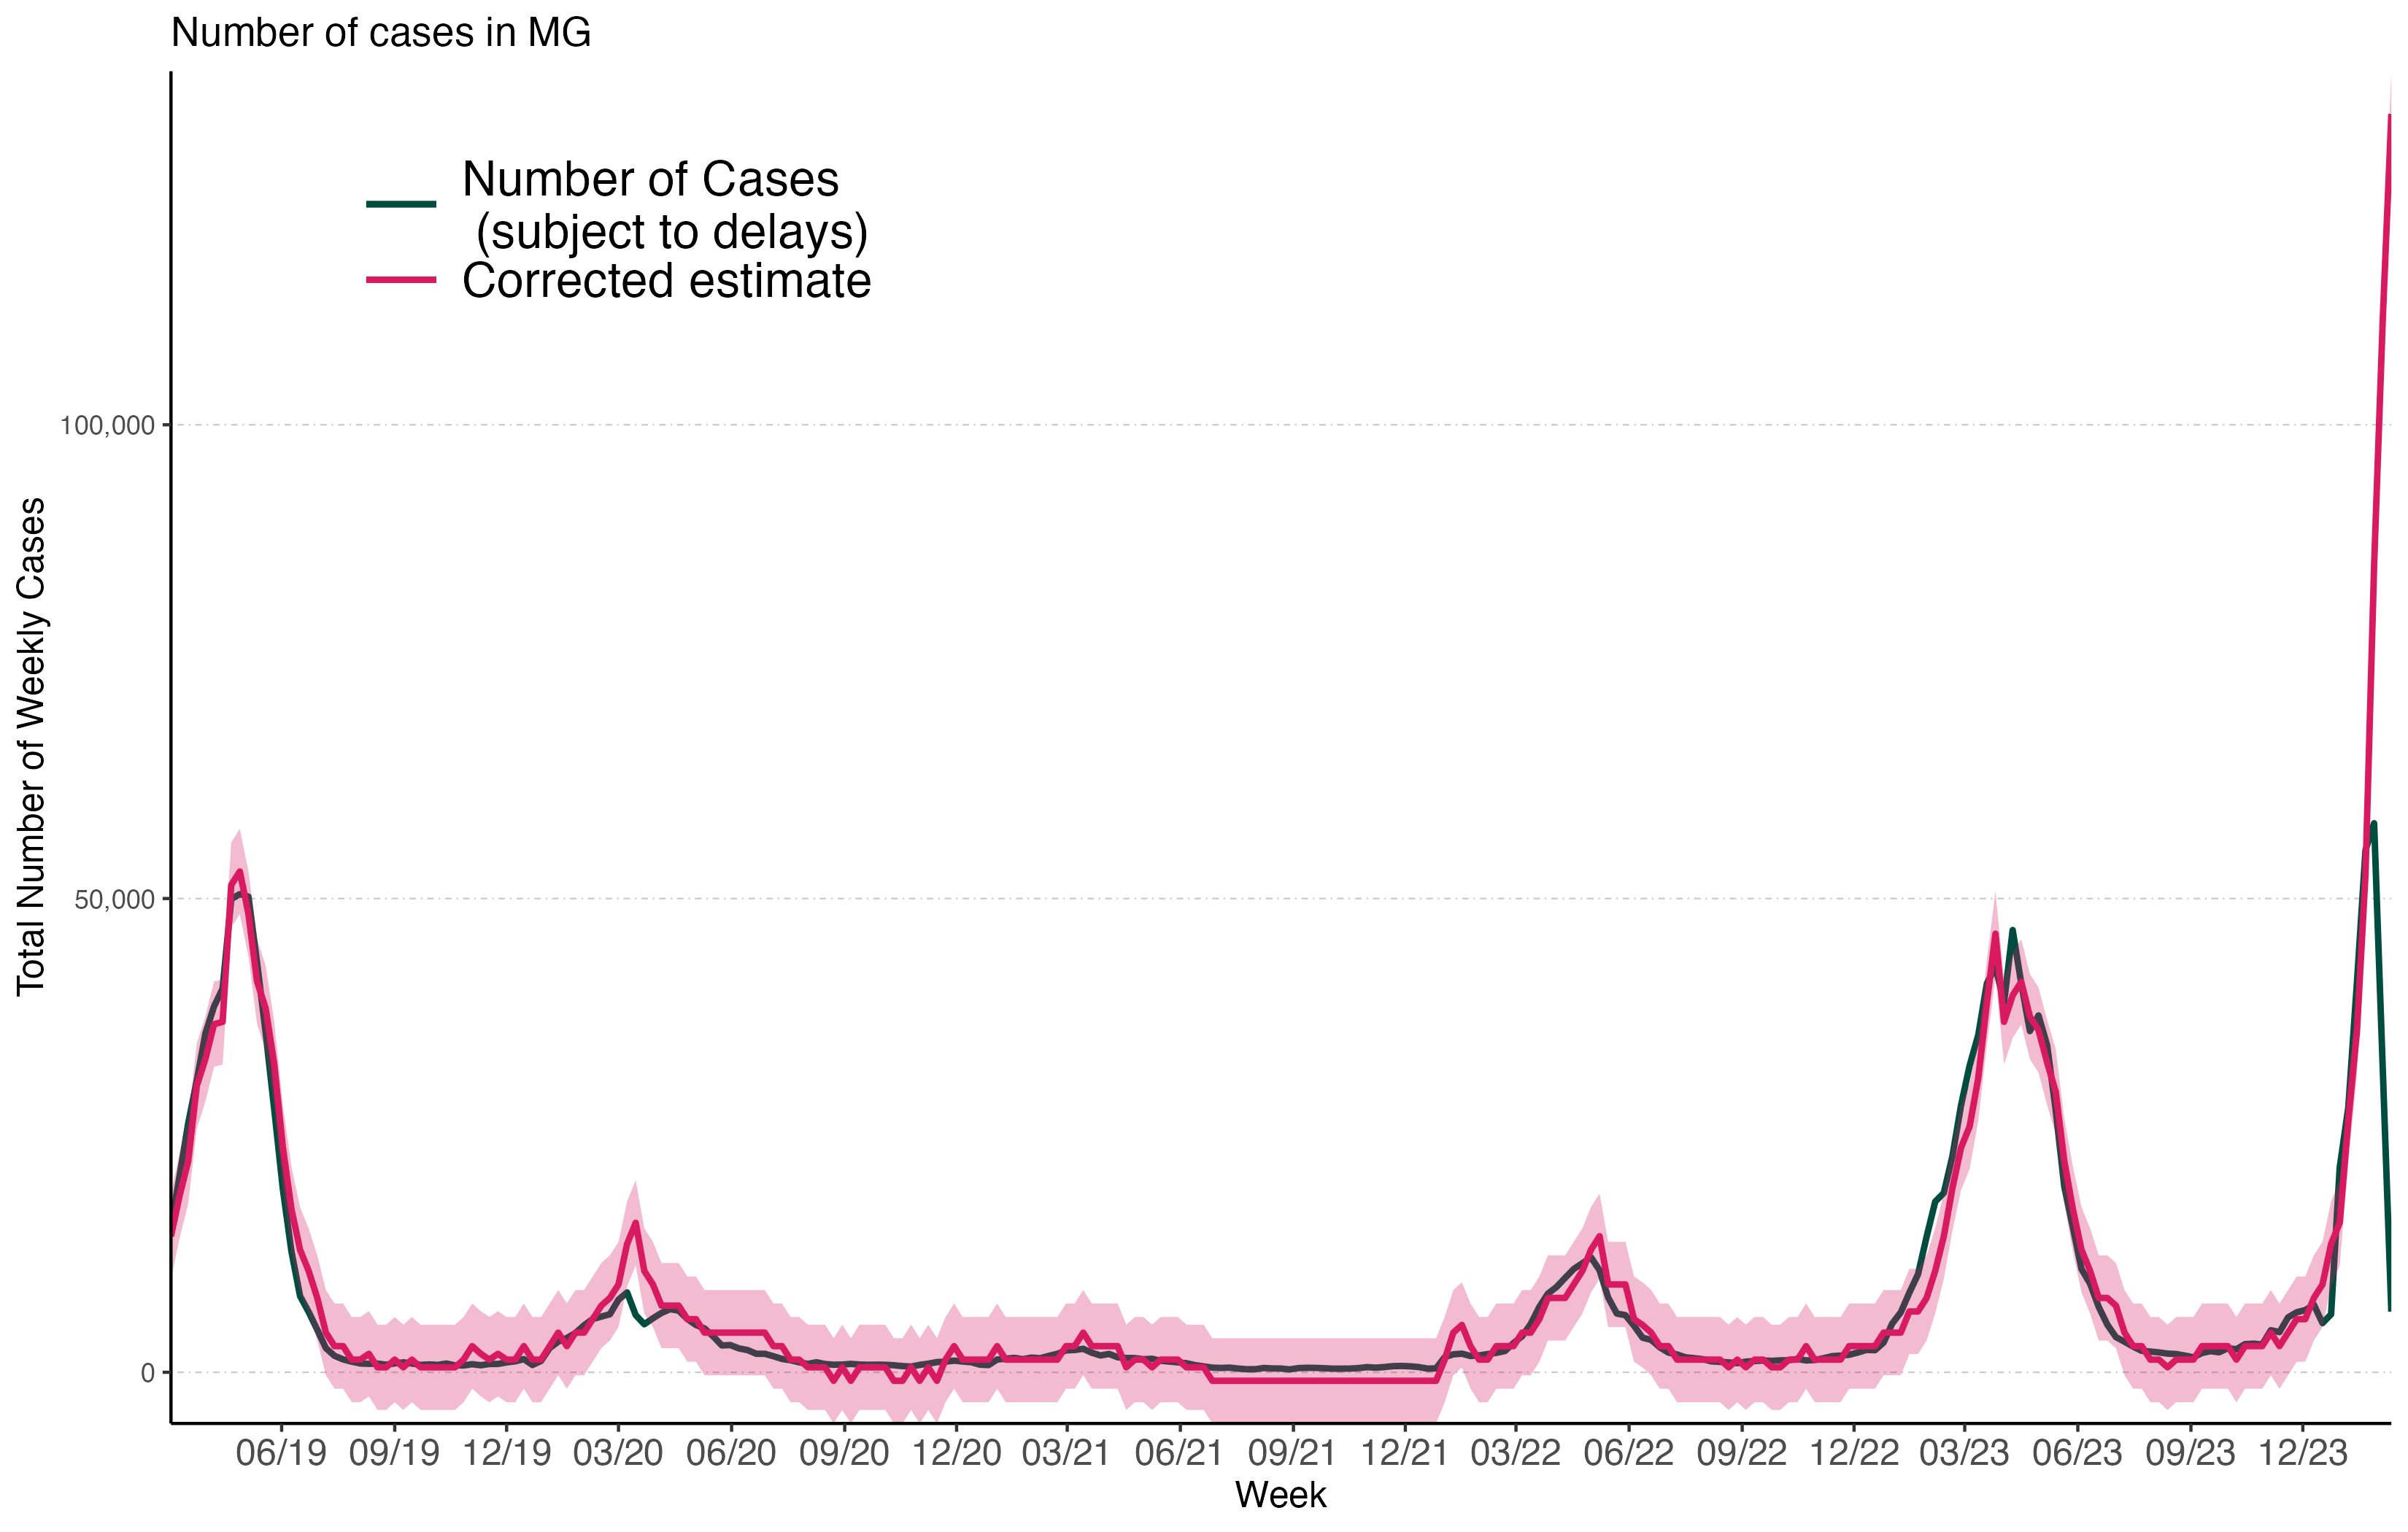 Number of cases in MG
Number of Cases
(subject to delays)
Corrected estimate
100,000
50,000
0
Total Number of Weekly Cases
06/19 09/19 12/19 03/20 06/20 09/20 12/20 03/21 06/21 09/21 12/21 03/22 06/22 09/22 12/22 03/23 06/23 09/23 12/23
Week